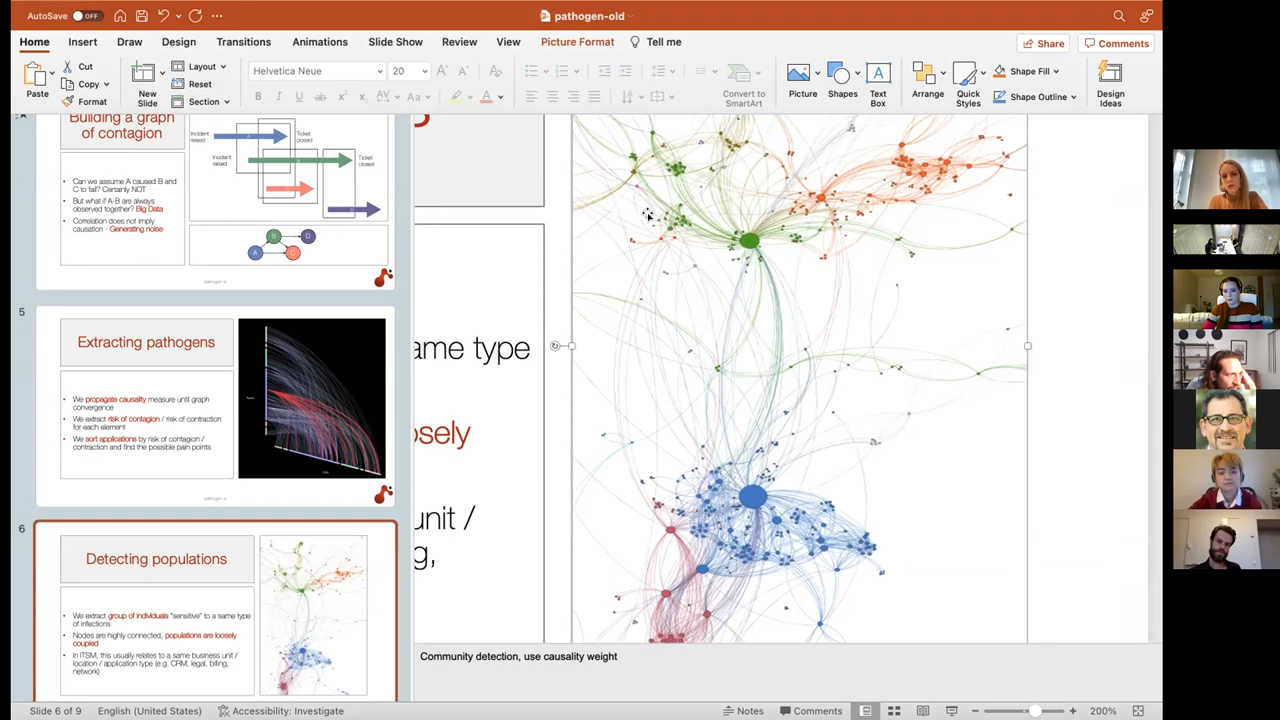 AutoSave OFF
pathogen-old
Home Insert Draw Design Transitions Animations Slide Show Review View Picture Format Tell me
Share Comments
Paste
Cut
Copy
Format
New Slide
Layout
Reset
Section
Helvetica Neue 20
Convert to SmartArt
Picture
Shapes
Text Box
Arrange
Quick Styles
Shape Fill
Shape Outline
Design Ideas
Building a graph
of contagion
Can we assume A caused B and
C to fail? Certainly NOT
But what if A-B are always
observed together? Big Data
Correlation does not imply
causation - Generating noise
Incident raised
Ticket closed
Incident raised
Ticket closed
A
B
C
D
5
Extracting pathogens
We propagate causality measure until graph
convergence
We extract risk of contagion / risk of contraction
for each element
We sort applications by risk of contagion /
contraction and find the possible pain points
6
Detecting populations
We extract group of individuals "sensitive" to a same type
of infections
Nodes are highly connected, populations are loosely
coupled
In ITSM, this usually relates to a same business unit /
location / application type (e.g. CRM, legal, billing,
network)
ame type
osely
unit /
g,
Community detection, use causality weight
Slide 6 of 9 English (United States) Accessibility: Investigate
Notes Comments 200%